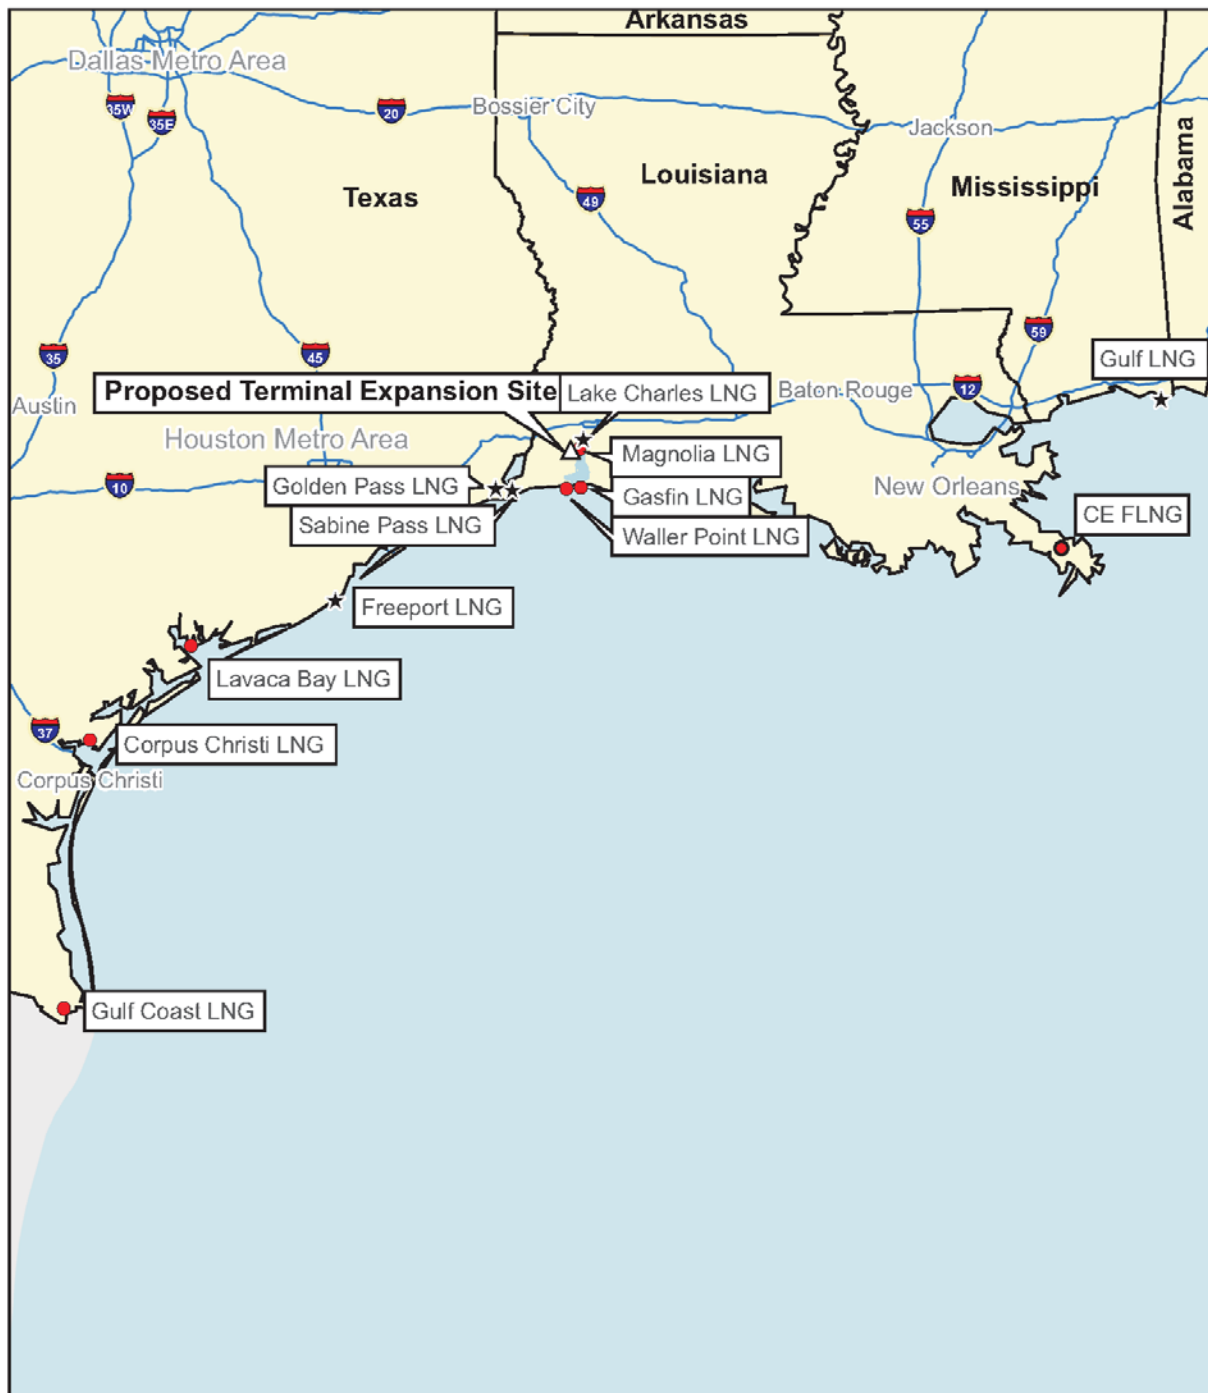 Arkansas
Dallas Metro Area
35W
35E
20
Bossier City
Jackson
Alabama
Louisiana
Mississippi
Texas
49
55
59
35
45
Gulf LNG
Proposed Terminal Expansion Site
Lake Charles LNG
Baton Rouge
12
Austin
Houston Metro Area
Magnolia LNG
10
Golden Pass LNG
Gasfin LNG
New Orleans
Sabine Pass LNG
CE FLNG
Waller Point LNG
Freeport LNG
Lavaca Bay LNG
37
Corpus Christi LNG
Corpus Christi
Gulf Coast LNG